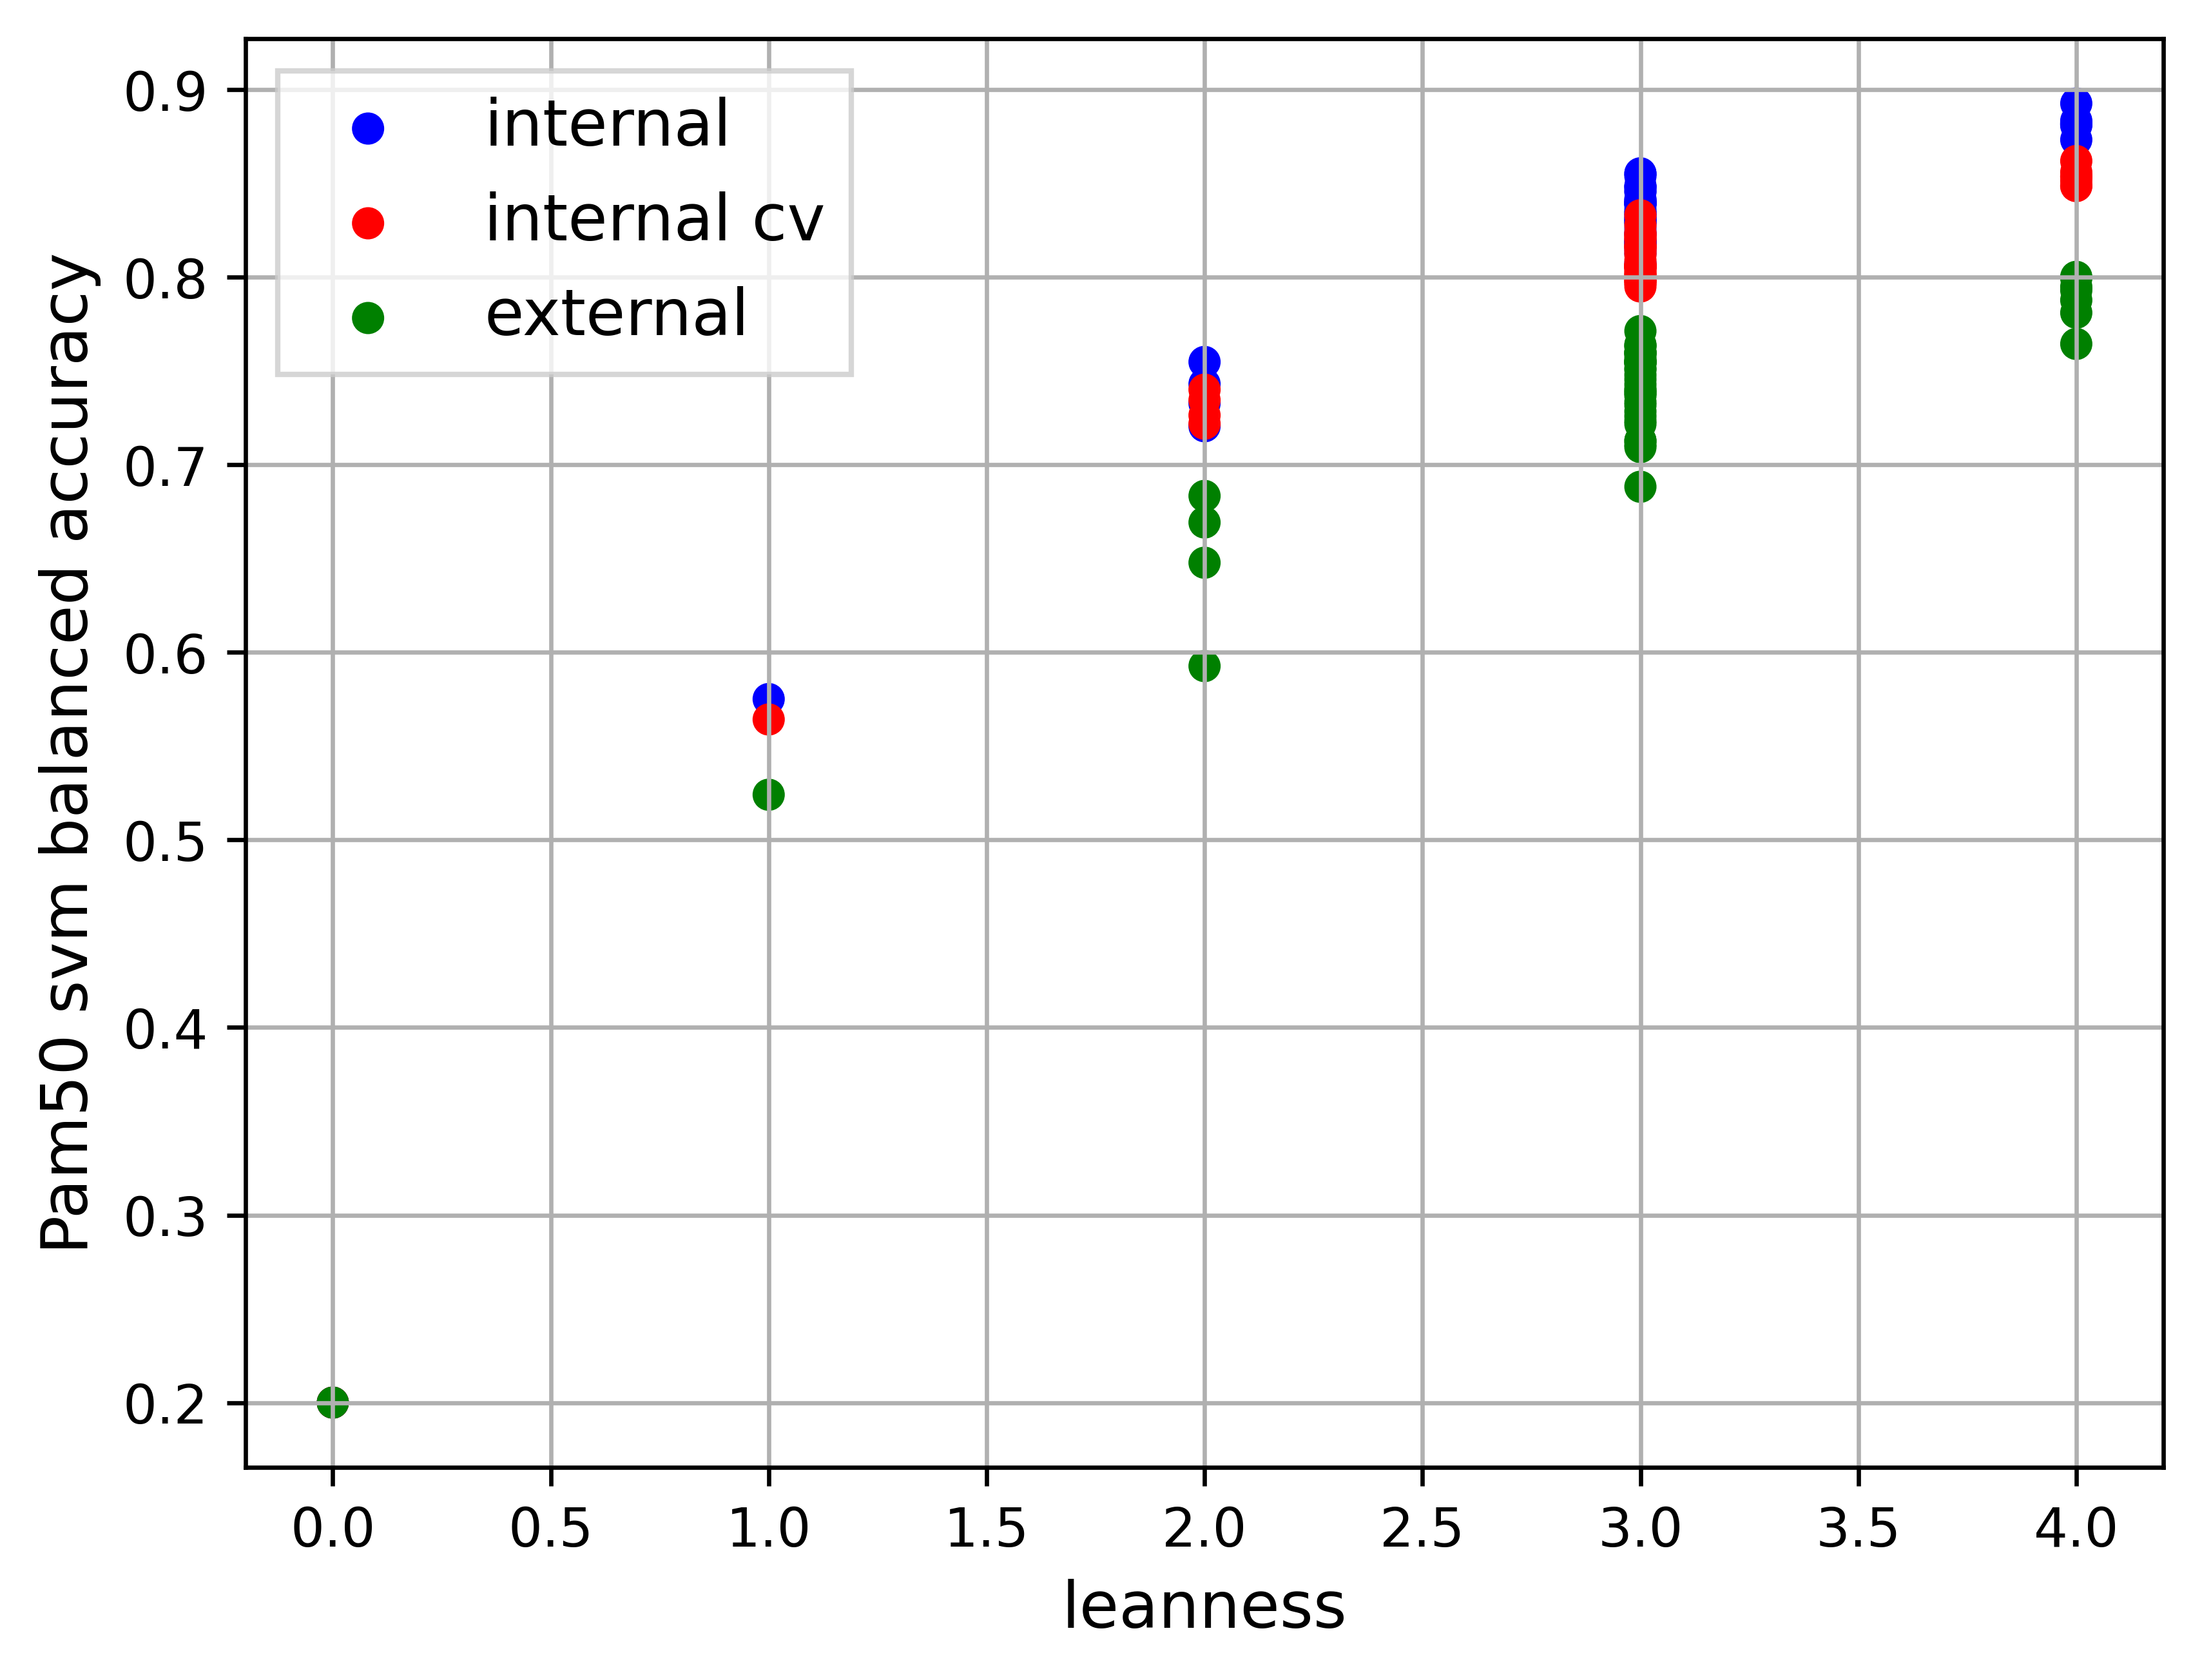 internal
internal cv
external
Pam50 svm balanced accuracy
0.9
0.8
0.7
0.6
0.5
0.4
0.3
0.2
0.0 0.5 1.0 1.5 2.0 2.5 3.0 3.5 4.0
leanness